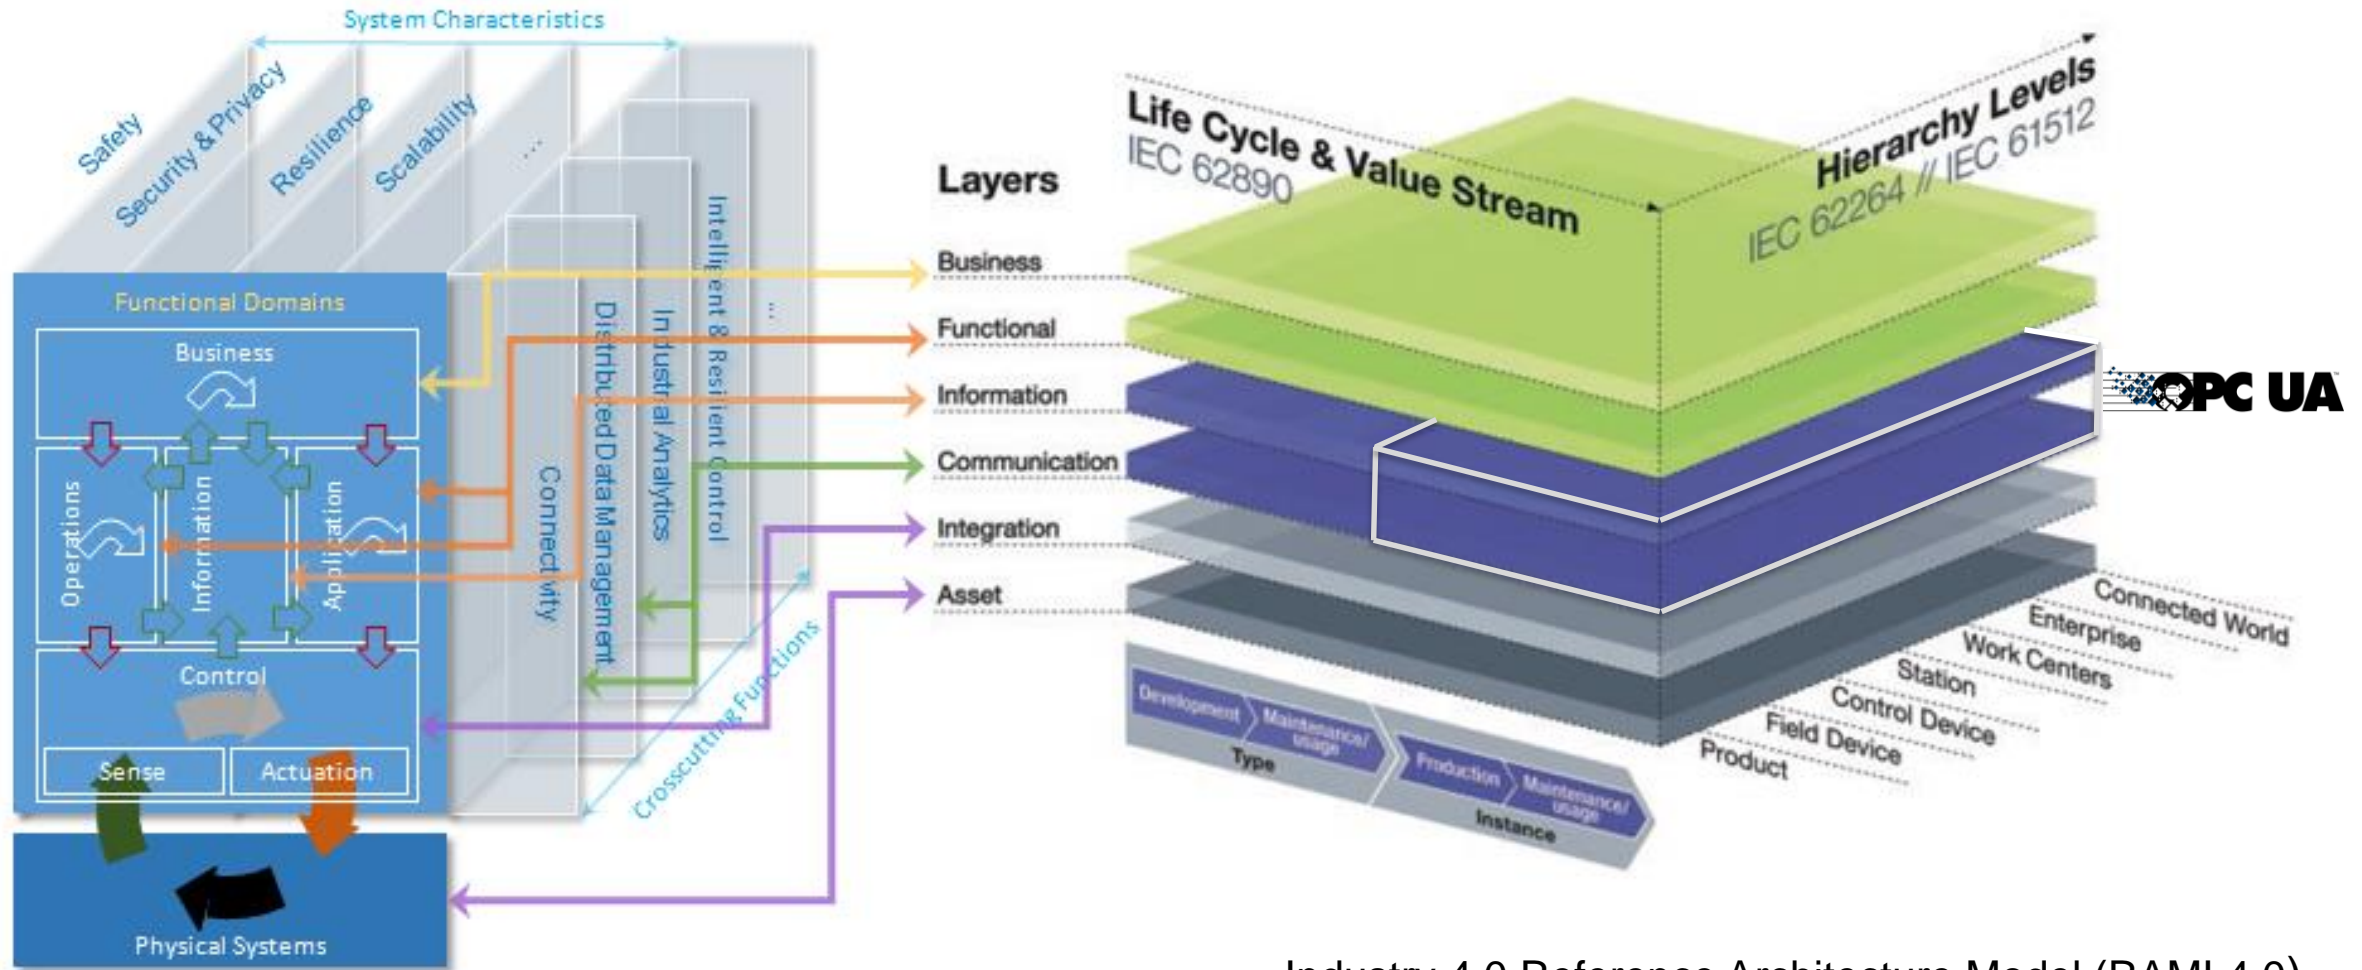 System Characteristics
Safety
Security & Privacy
Resilience
Scalability
...
Functional Domains
Business
Operations
Information
Application
Control
Sense
Actuation
Physical Systems
Connectivity
Distributed Data Management
Industrial Analytics
Intelligent & Resilient Control
...
Crosscutting Functions
Layers
Business
Functional
Information
Communication
Integration
Asset
Life Cycle & Value Stream
IEC 62890
Hierarchy Levels
IEC 62264 // IEC 61512
OPC UA
Connected World
Enterprise
Work Centers
Station
Control Device
Field Device
Product
Development
Maintenance/
usage
Type
Production
Maintenance/
usage
Instance
Industry 4.0 Reference Architecture Model (RAMI 4.0)